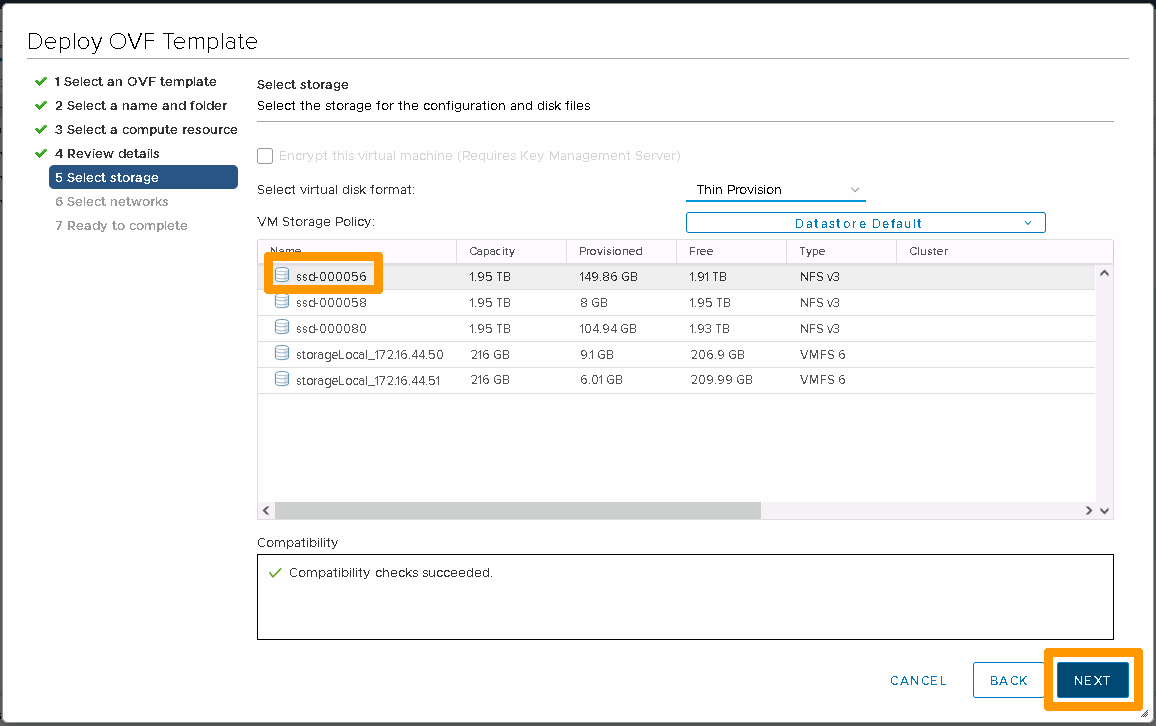 Deploy OVF Template
1 Select an OVF template
2 Select a name and folder
3 Select a compute resource
4 Review details
5 Select storage
6 Select networks
7 Ready to complete
Select storage
Select the storage for the configuration and disk files
Encrypt this virtual machine (Requires Key Management Server)
Select virtual disk format: Thin Provision
VM Storage Policy: Datastore Default
Name Capacity Provisioned Free Type Cluster
ssd-000056 1.95 TB 149.86 GB 1.91 TB NFS v3
ssd-000058 1.95 TB 8 GB 1.95 TB NFS v3
ssd-000080 1.95 TB 104.94 GB 1.93 TB NFS v3
storageLocal_172.16.44.50 216 GB 9.1 GB 206.9 GB VMFS 6
storageLocal_172.16.44.51 216 GB 6.01 GB 209.99 GB VMFS 6
Compatibility
Compatibility checks succeeded.
CANCEL BACK NEXT